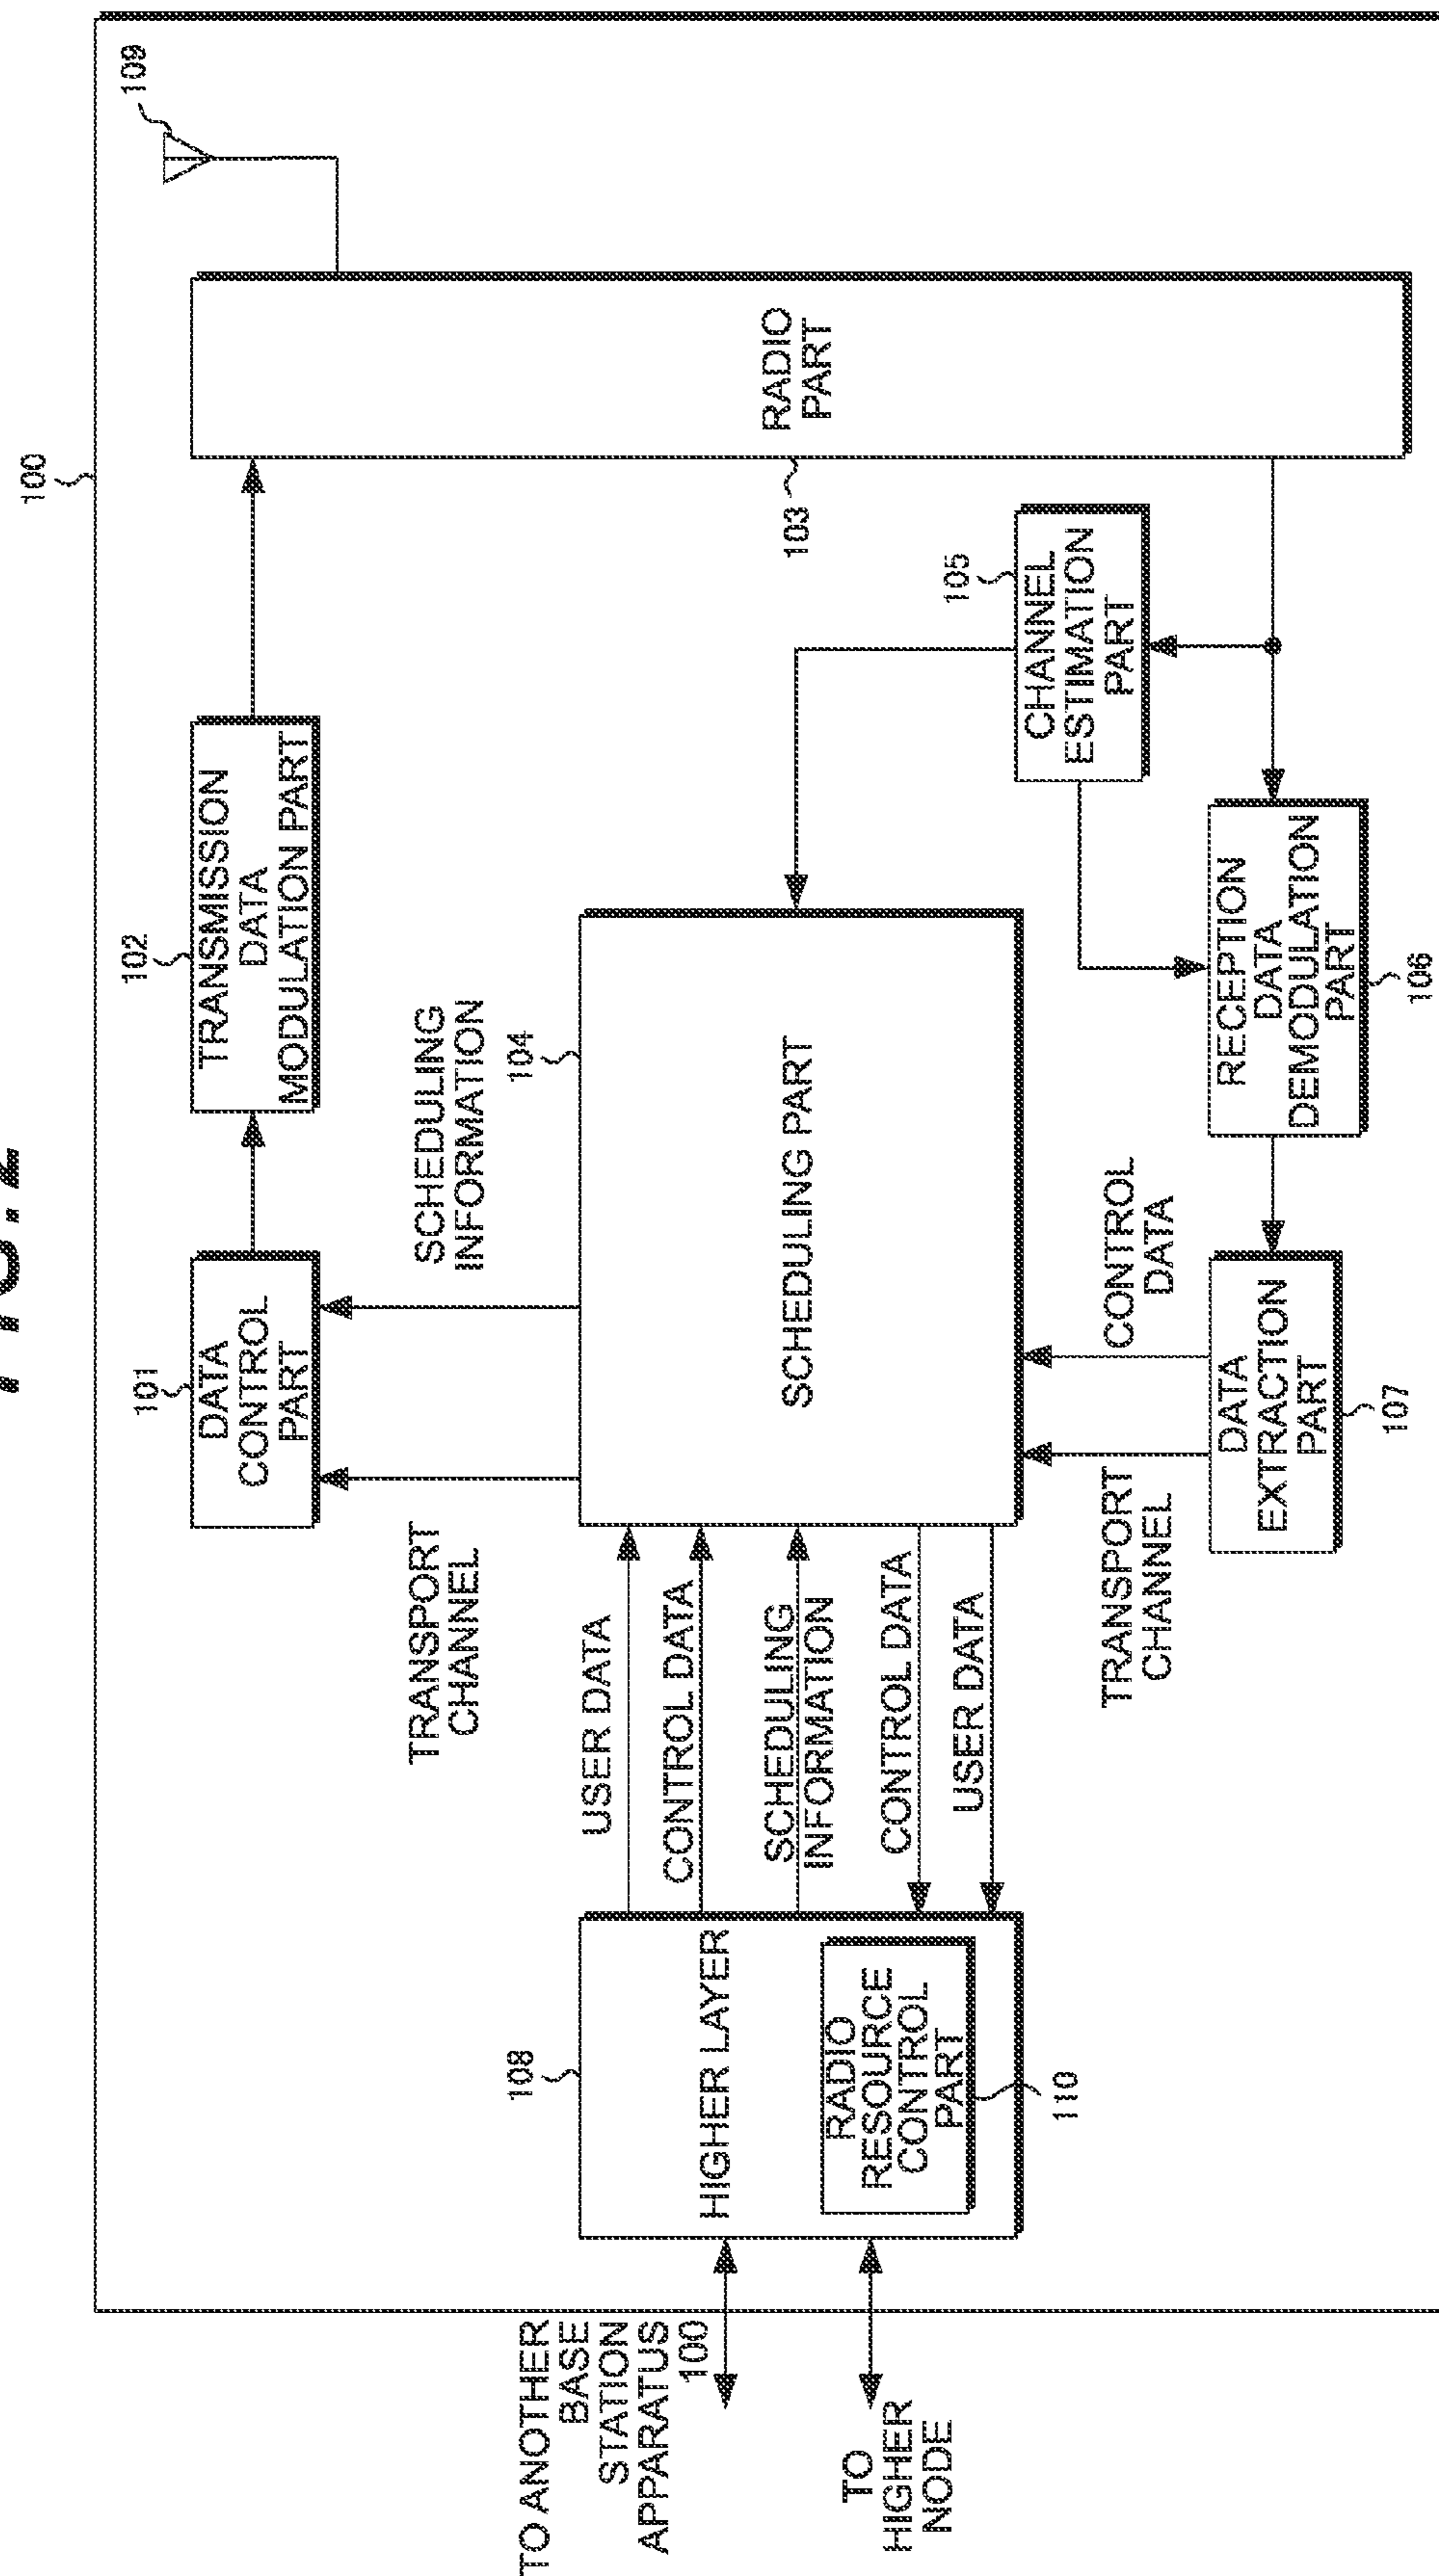 100
109
101
DATA
CONTROL
PART
102
TRANSMISSION
DATA
MODULATION PART
TRANSPORT
CHANNEL
SCHEDULING
INFORMATION
TO ANOTHER
BASE
STATION
APPARATUS
100
TO
HIGHER
NODE
108
HIGHER LAYER
RADIO
RESOURCE
CONTROL
PART
110
USER DATA
CONTROL DATA
SCHEDULING
INFORMATION
CONTROL DATA
USER DATA
104
SCHEDULING PART
RADIO
PART
103
105
CHANNEL
ESTIMATION
PART
TRANSPORT
CHANNEL
CONTROL
DATA
DATA
EXTRACTION
PART
107
RECEPTION
DATA
DEMODULATION
PART
106